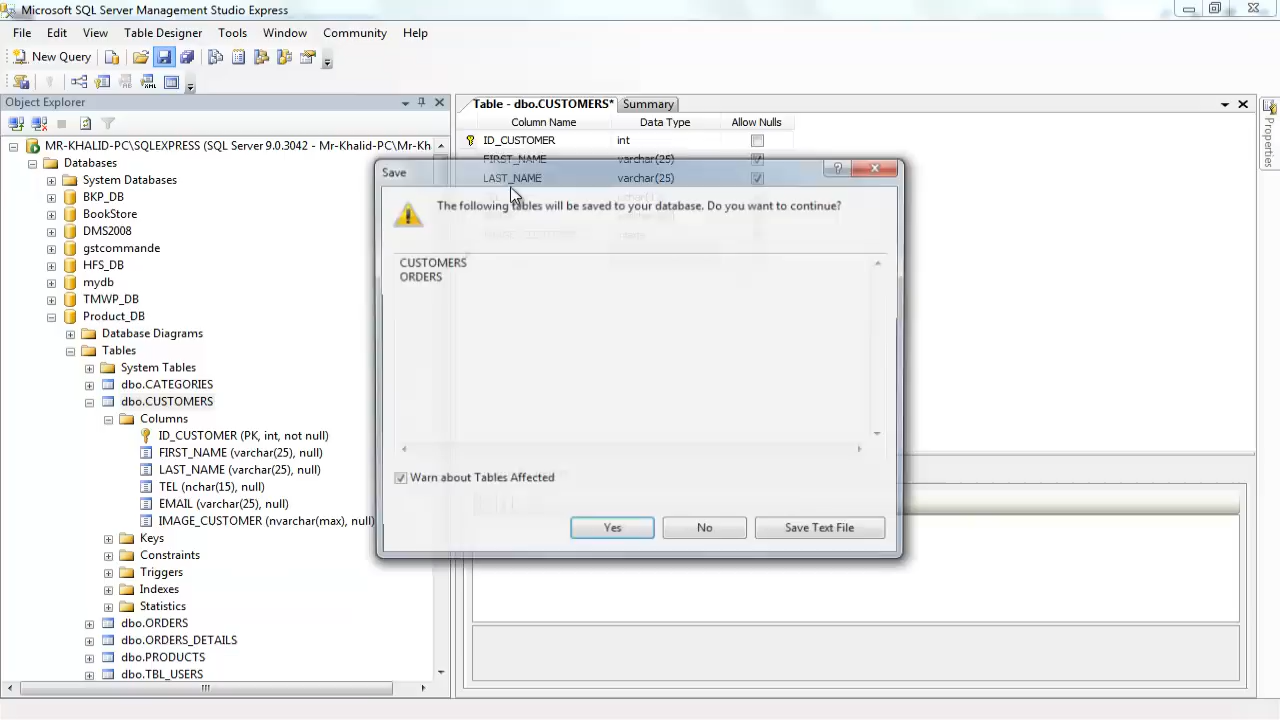 Microsoft SQL Server Management Studio Express
File Edit View Table Designer Tools Window Community Help
New Query
Object Explorer
Table - dbo.CUSTOMERS* Summary
Column Name Data Type Allow Nulls
ID_CUSTOMER int
FIRST_NAME varchar(25)
LAST_NAME varchar(25)
Properties
MR-KHALID-PC\SQLEXPRESS (SQL Server 9.0.3042 - Mr-Khalid-PC\Mr-Kh
Databases
System Databases
BKP_DB
BookStore
DMS2008
gstcommande
HFS_DB
mydb
TMWP_DB
Product_DB
Database Diagrams
Tables
System Tables
dbo.CATEGORIES
dbo.CUSTOMERS
Columns
ID_CUSTOMER (PK, int, not null)
FIRST_NAME (varchar(25), null)
LAST_NAME (varchar(25), null)
TEL (nchar(15), null)
EMAIL (varchar(25), null)
IMAGE_CUSTOMER (nvarchar(max), null)
Keys
Constraints
Triggers
Indexes
Statistics
dbo.ORDERS
dbo.ORDERS_DETAILS
dbo.PRODUCTS
dbo.TBL_USERS
Save
The following tables will be saved to your database. Do you want to continue?
CUSTOMERS
ORDERS
Warn about Tables Affected
Yes No Save Text File